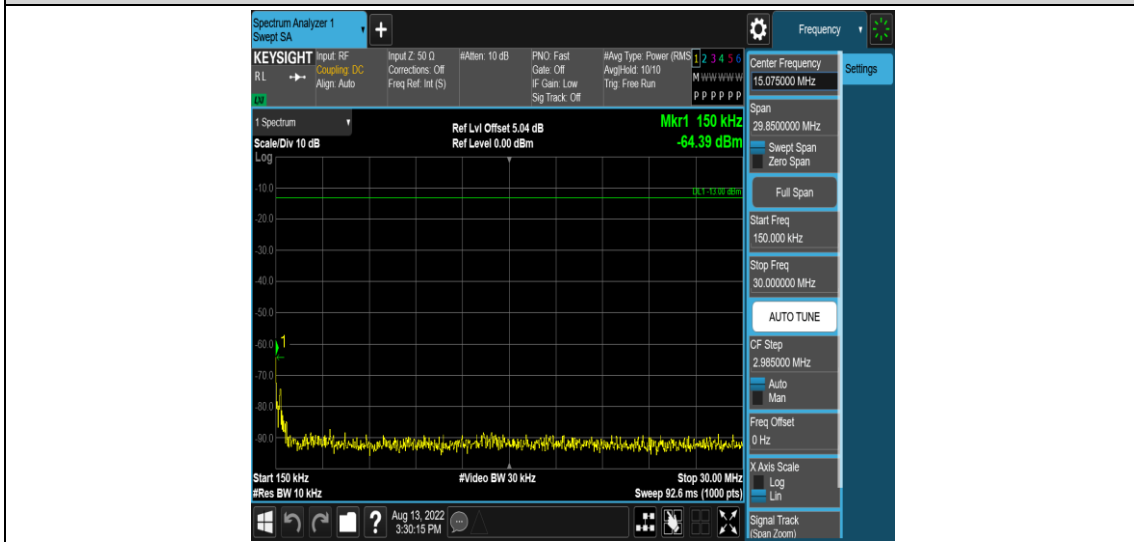 Spectrum Analyzer 1
Swept SA
+
Frequency
KEYSIGHT
RL
LXI
Input: RF
Coupling: DC
Align: Auto
Input Z: 50 Ω
Corrections: Off
Freq Ref: Int (S)
#Atten: 10 dB
PNO: Fast
Gate: Off
IF Gain: Low
Sig Track: Off
#Avg Type: Power (RMS
Avg|Hold: 10/10
Trig: Free Run
1 2 3 4 5 6
M W W W W W
P P P P P P
1 Spectrum
Scale/Div 10 dB
Ref Lvl Offset 5.04 dB
Ref Level 0.00 dBm
Mkr1 150 kHz
-64.39 dBm
Log
DL1 -13.00 dBm
-10.0
-20.0
-30.0
-40.0
-50.0
-60.0
1
-70.0
-80.0
-90.0
Start 150 kHz
#Video BW 30 kHz
Stop 30.00 MHz
#Res BW 10 kHz
Sweep 92.6 ms (1000 pts)
?
Aug 13, 2022
3:30:15 PM
Settings
Center Frequency
15.075000 MHz
Span
29.8500000 MHz
Swept Span
Zero Span
Full Span
Start Freq
150.000 kHz
Stop Freq
30.000000 MHz
AUTO TUNE
CF Step
2.985000 MHz
Auto
Man
Freq Offset
0 Hz
X Axis Scale
Log
Lin
Signal Track
(Span Zoom)